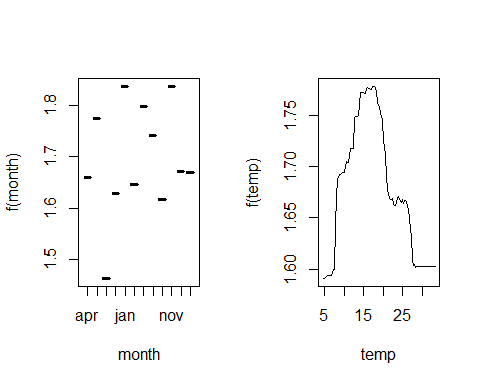 f(month)
1.5 1.6 1.7 1.8
apr jan nov
month
f(temp)
1.60 1.65 1.70 1.75
5 15 25
temp